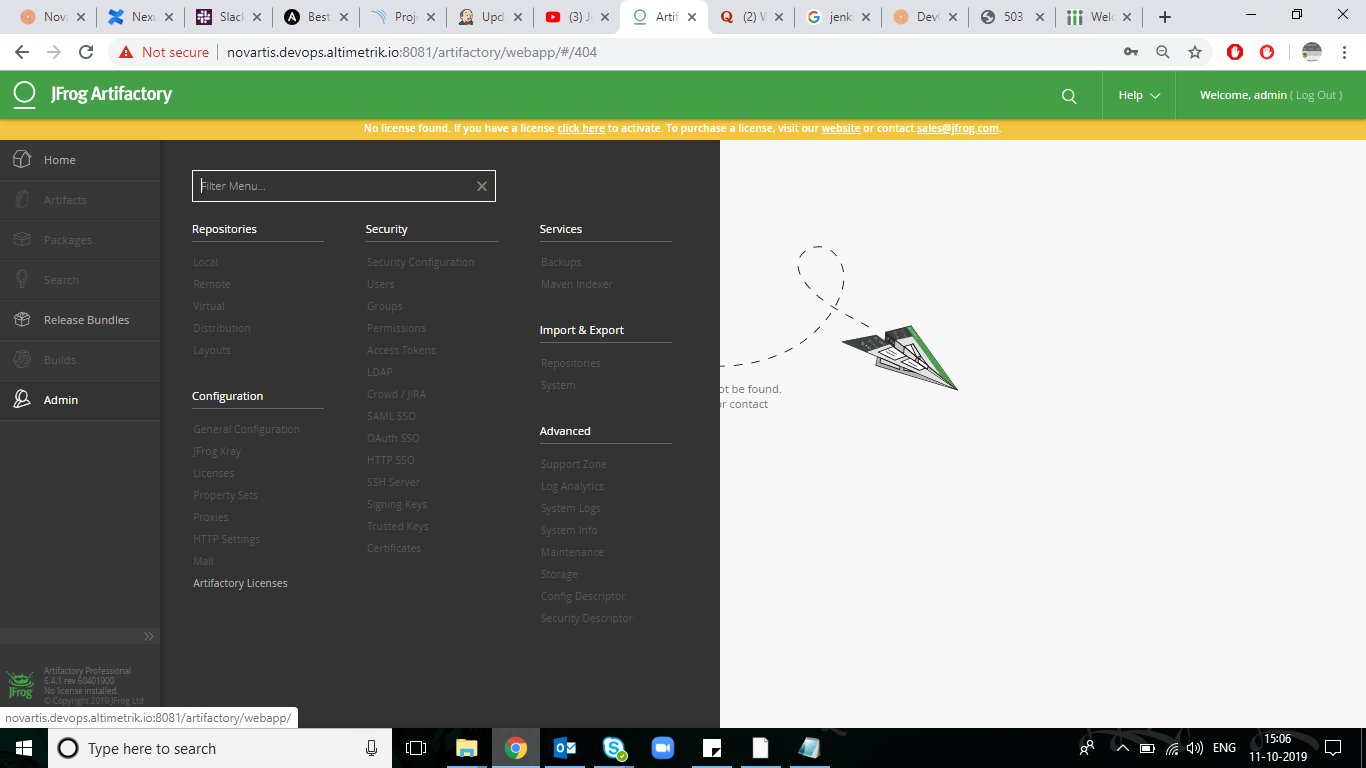 Nova
Nexu
Slack
Best
Proje
Upd
(3) J
Artif
(2) V
jenk
Dev
503
Welc
Not secure
novartis.devops.altimetrik.io:8081/artifactory/webapp/#/404
JFrog Artifactory
Help
Welcome, admin ( Log Out )
No license found. If you have a license click here to activate. To purchase a license, visit our website or contact sales@jfrog.com.
Home
Artifacts
Packages
Search
Release Bundles
Builds
Admin
Filter Menu...
Repositories
Local
Remote
Virtual
Distribution
Layouts
Configuration
General Configuration
JFrog Xray
Licenses
Property Sets
Proxies
HTTP Settings
Mail
Artifactory Licenses
Security
Security Configuration
Users
Groups
Permissions
Access Tokens
LDAP
Crowd / JIRA
SAML SSO
OAuth SSO
HTTP SSO
SSH Server
Signing Keys
Trusted Keys
Certificates
Services
Backups
Maven Indexer
Import & Export
Repositories
System
Advanced
Support Zone
Log Analytics
System Logs
System Info
Maintenance
Storage
Config Descriptor
Security Descriptor
ot be found.
or contact
JFrog
Artifactory Professional
6.4.1 rev 60401900
No license installed.
© Copyright 2019 JFrog Ltd
novartis.devops.altimetrik.io:8081/artifactory/webapp/
Type here to search
ENG
15:06
11-10-2019